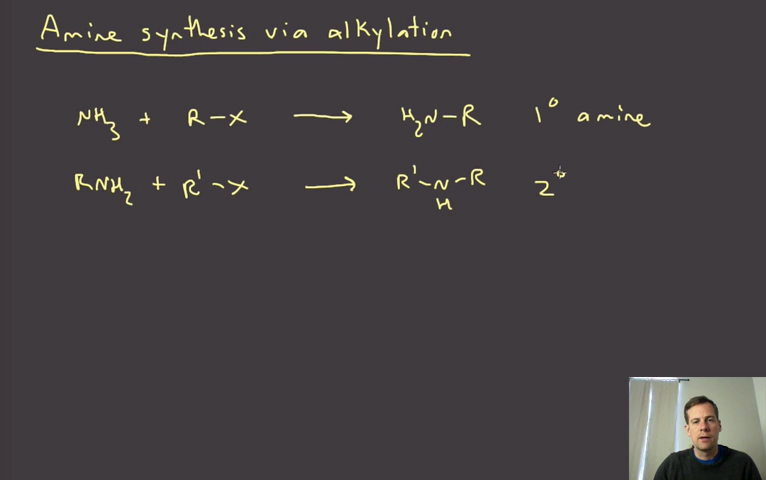 Amine synthesis via alkylation
NH3 + R-X → H2N-R 1° amine
RNH2 + R'-X → R'-N-R 2°
H